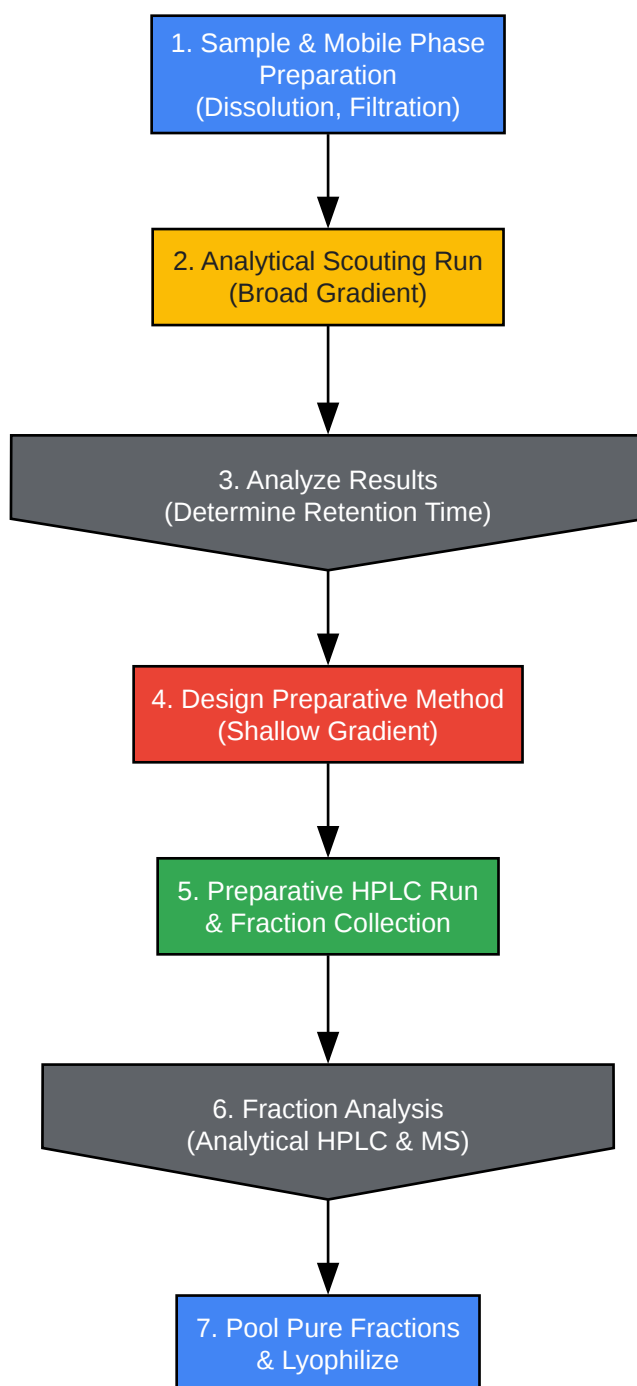 1. Sample & Mobile Phase
Preparation
(Dissolution, Filtration)
2. Analytical Scouting Run
(Broad Gradient)
3. Analyze Results
(Determine Retention Time)
4. Design Preparative Method
(Shallow Gradient)
5. Preparative HPLC Run
& Fraction Collection
6. Fraction Analysis
(Analytical HPLC & MS)
7. Pool Pure Fractions
& Lyophilize